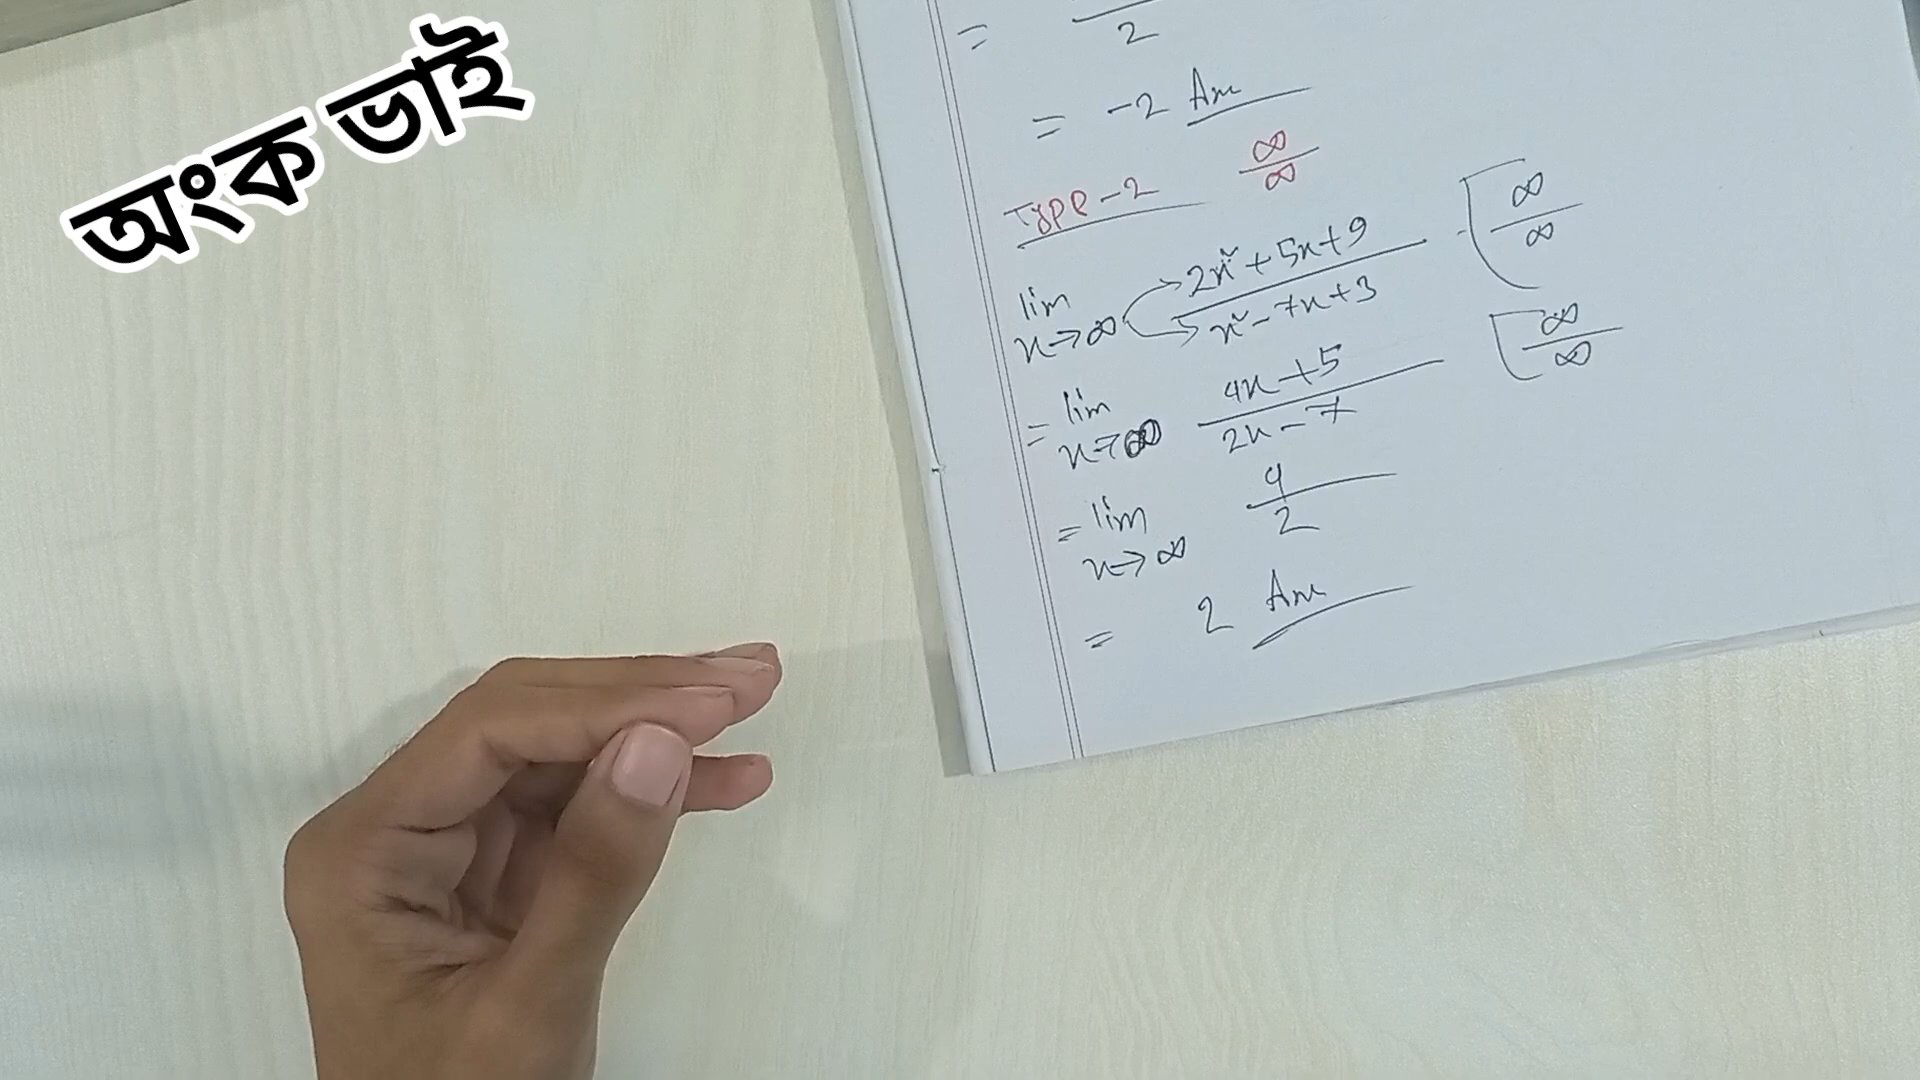 অংক ভাই
= 2
= -2 Ans
Type-2 ∞/∞
lim x→∞ (2x² + 5x + 9)/(x² - 7x + 3) [∞/∞
= lim x→∞ (4x + 5)/(2x - 7) [∞/∞
= lim x→∞ 4/2
= 2 Ans